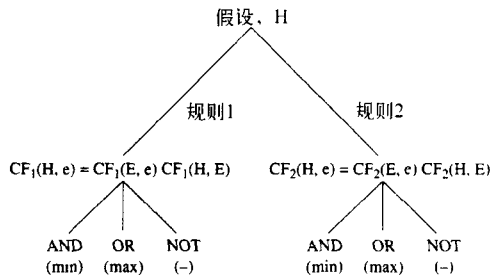 假设、H
规则1 规则2
CF₁(H, e) = CF₁(E, e) CF₁(H, E) CF₂(H, e) = CF₂(E, e) CF₂(H, E)
AND OR NOT AND OR NOT
(min) (max) (–) (min) (max) (–)